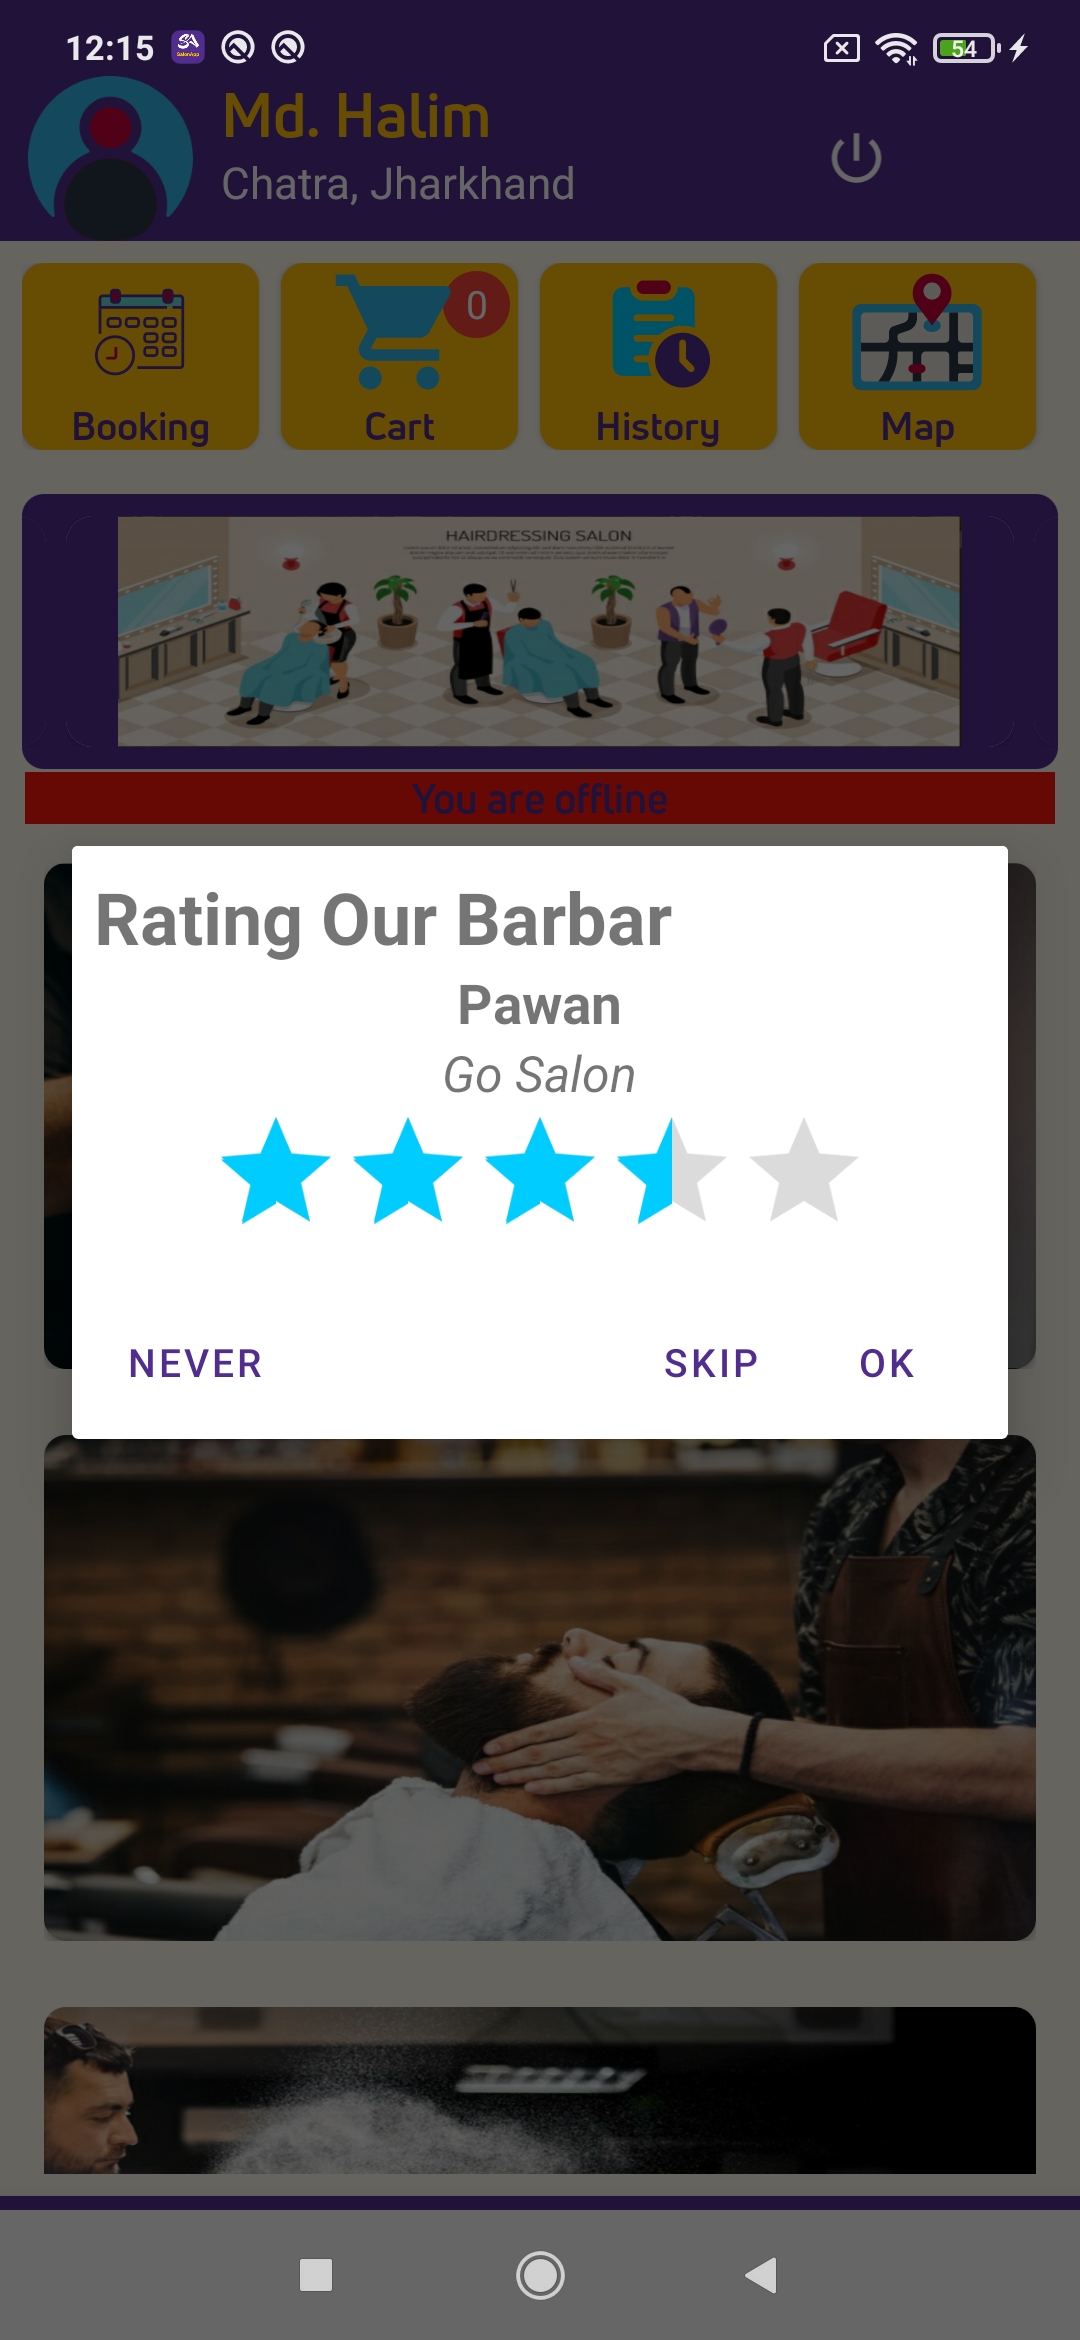 12:15
SalonApp
54
Md. Halim
Chatra, Jharkhand
0
Booking
Cart
History
Map
HAIRDRESSING SALON
You are offline
Rating Our Barbar
Pawan
Go Salon
NEVER
SKIP
OK